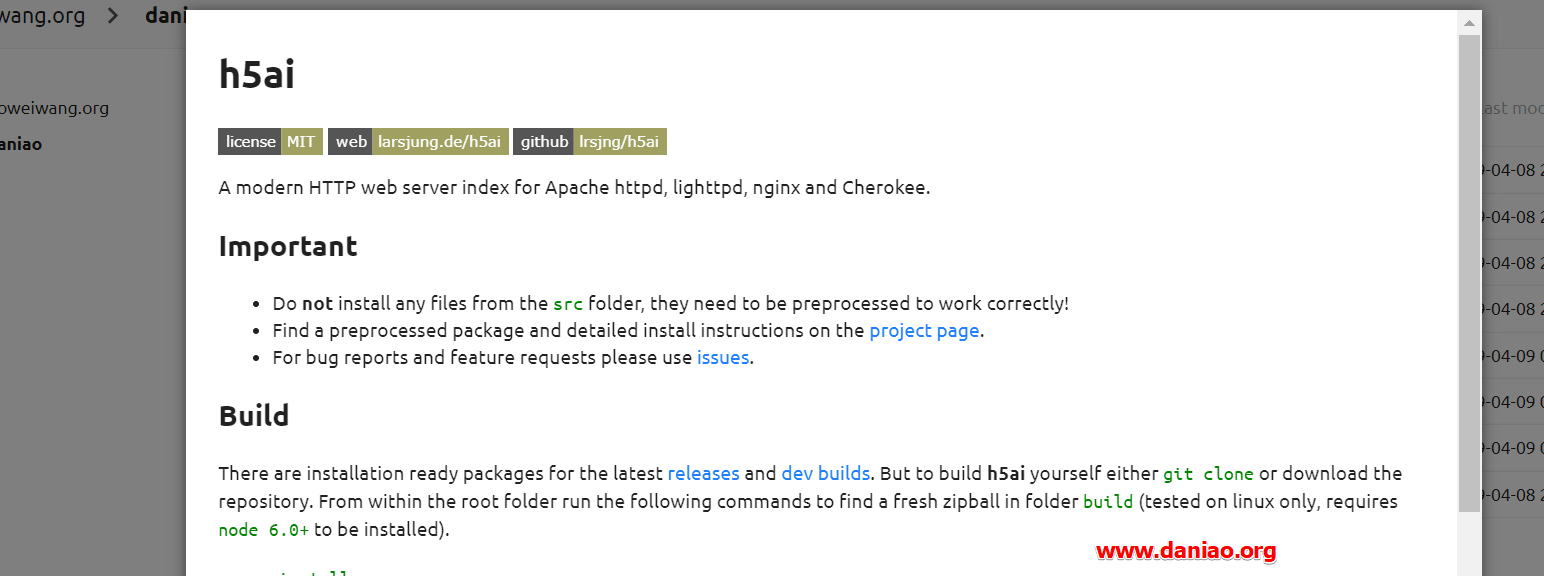 wang.org > dani
h5ai
license MIT web larsjung.de/h5ai github lrsjng/h5ai
oweiwang.org
ast mod
aniao
A modern HTTP web server index for Apache httpd, lighttpd, nginx and Cherokee.
9-04-08 2
9-04-08 2
Important
9-04-08 2
Do not install any files from the src folder, they need to be preprocessed to work correctly!
9-04-08 2
Find a preprocessed package and detailed install instructions on the project page.
For bug reports and feature requests please use issues.
9-04-09 0
9-04-09 0
Build
9-04-09 0
There are installation ready packages for the latest releases and dev builds. But to build h5ai yourself either git clone or download the
repository. From within the root folder run the following commands to find a fresh zipball in folder build (tested on linux only, requires
9-04-08 2
node 6.0+ to be installed).
www.daniao.org